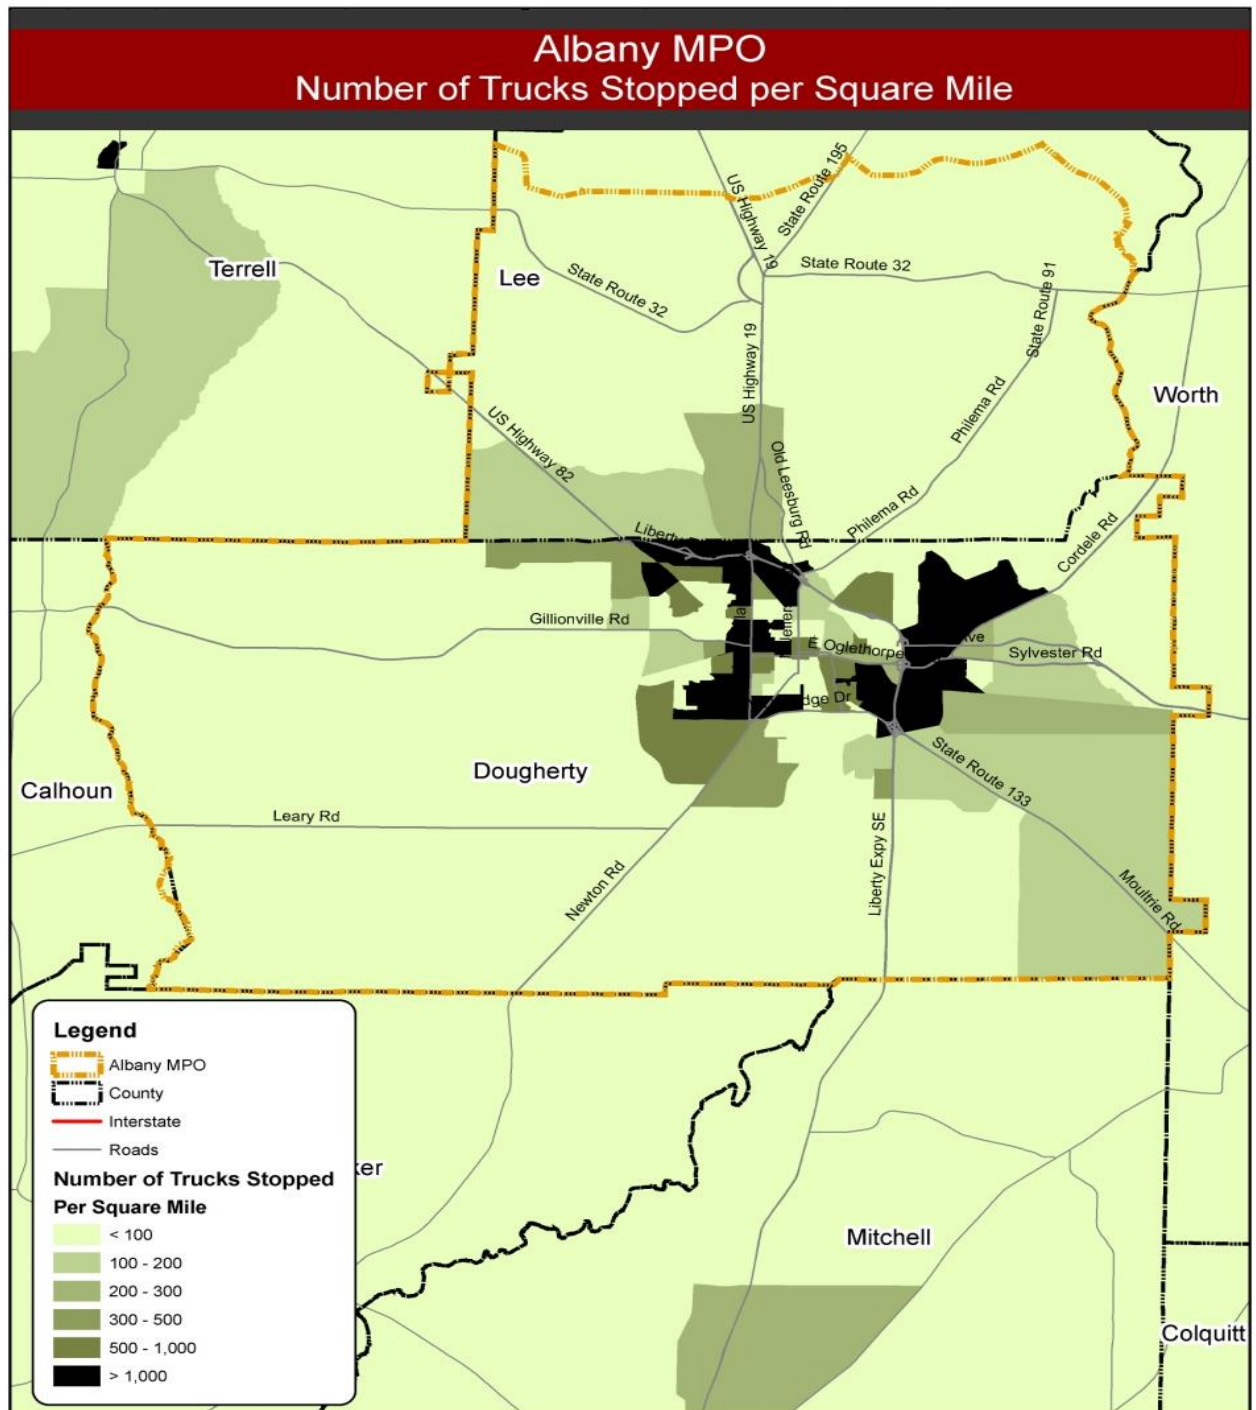 Albany MPO
Number of Trucks Stopped per Square Mile
US Highway 19
State Route 195
Terrell
Lee
State Route 32
State Route 32
State Route 91
US Highway 19
Worth
Philema Rd
US Highway 82
Old Leesburg Rd
Philema Rd
Cordele Rd
Liberty
Gillionville Rd
E Oglethorpe
Sylvester Rd
State Route 133
Dougherty
Calhoun
Leary Rd
Liberty Expy SE
Newton Rd
Moultrie Rd
Legend
Albany MPO
County
Interstate
Roads
Number of Trucks Stopped
Per Square Mile
< 100
100 - 200
200 - 300
300 - 500
500 - 1,000
> 1,000
ker
Mitchell
Colquitt